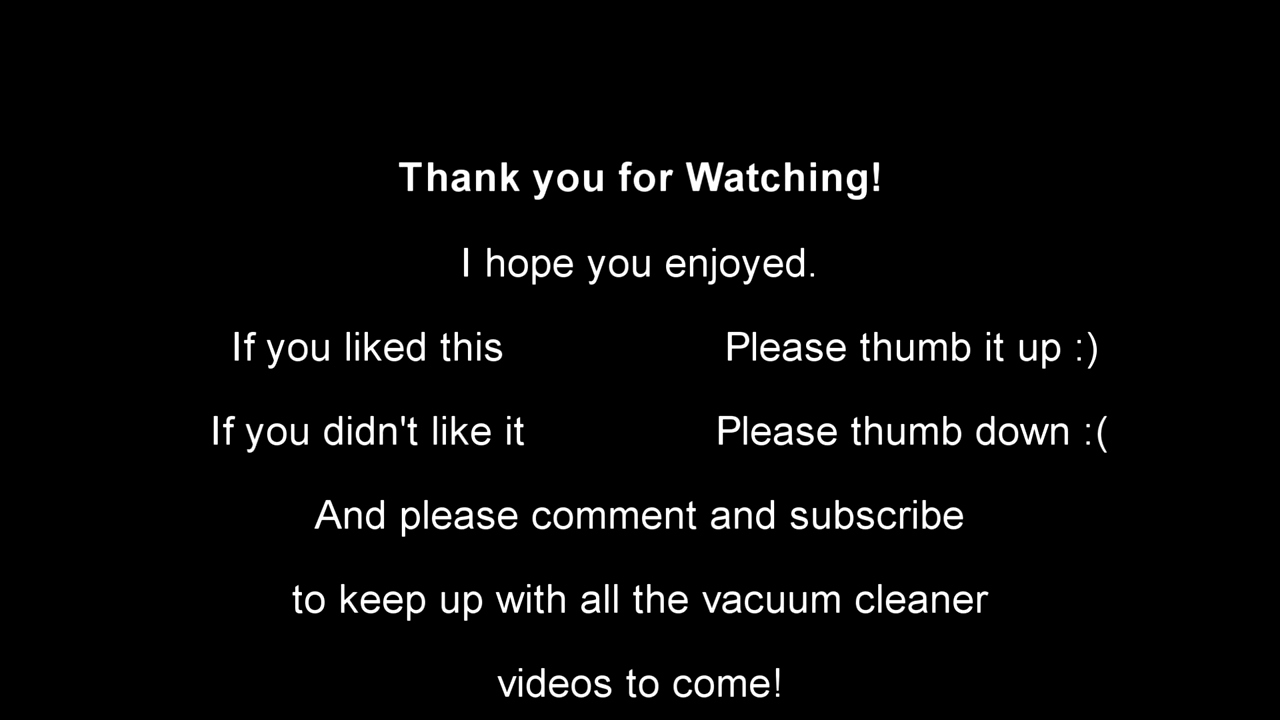 Thank you for Watching!
I hope you enjoyed.
If you liked this Please thumb it up :)
If you didn't like it Please thumb down :(
And please comment and subscribe
to keep up with all the vacuum cleaner
videos to come!